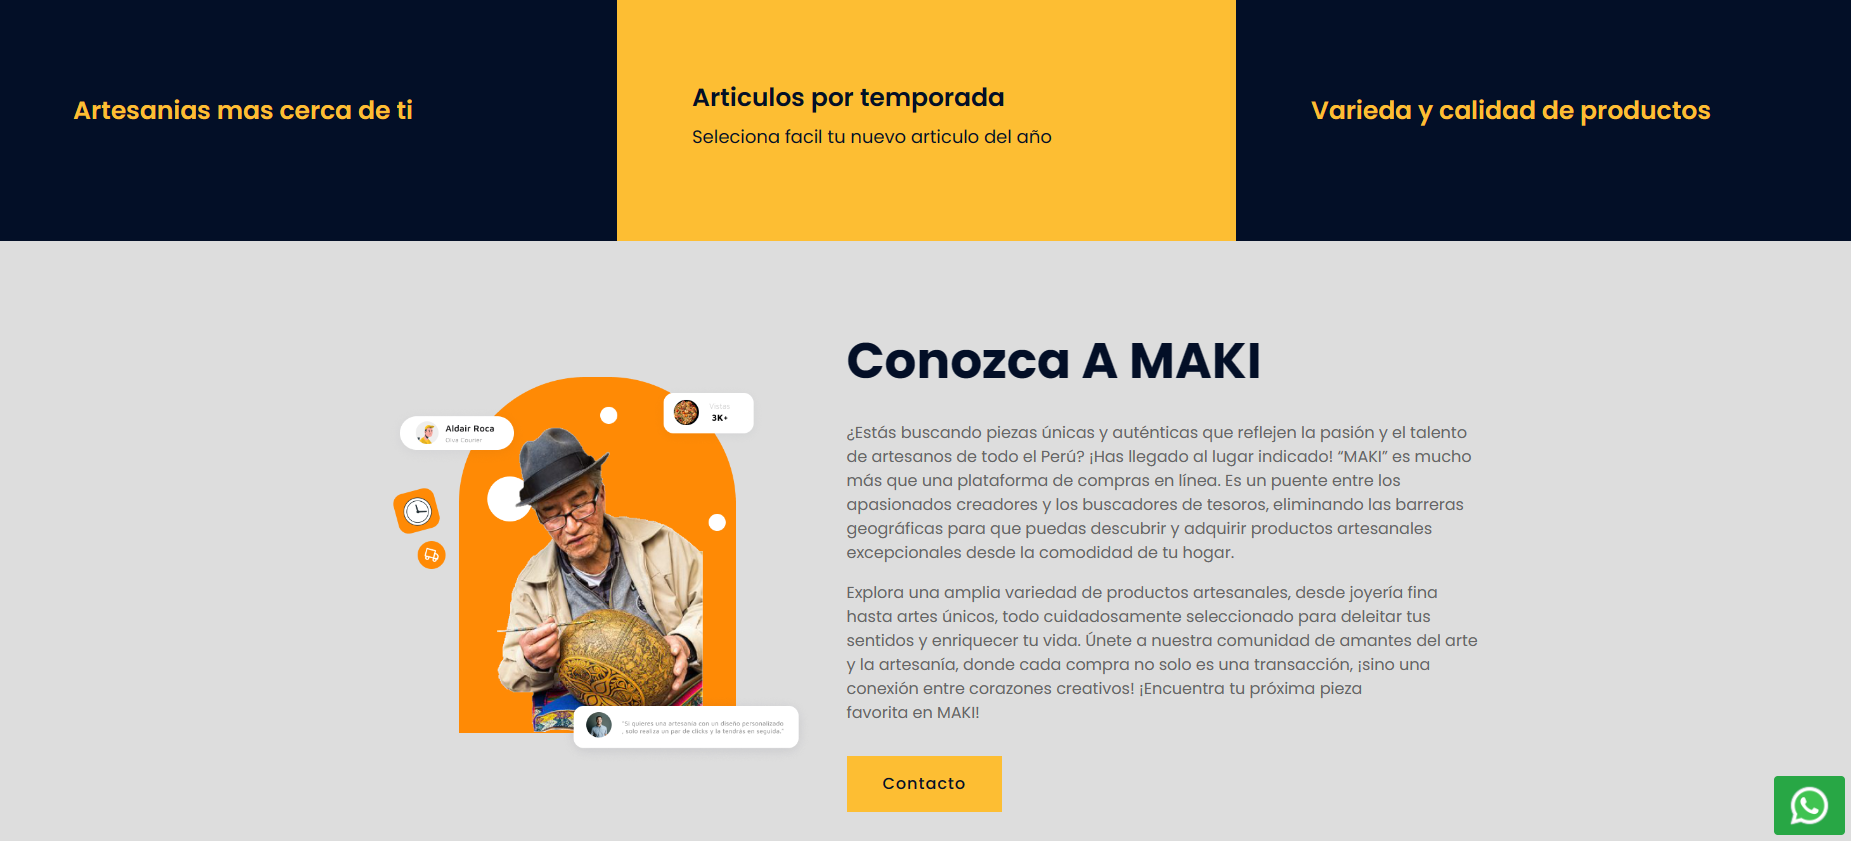 Artesanias mas cerca de ti
Articulos por temporada
Seleciona facil tu nuevo articulo del año
Varieda y calidad de productos
Aldair Roca
Diva Courier
Vistas
3K+
"Si quieres una artesania con un diseño personalizado
, solo realiza un par de clicks y la tendrás en seguida."
Conozca A MAKI
¿Estás buscando piezas únicas y auténticas que reflejen la pasión y el talento
de artesanos de todo el Perú? ¡Has llegado al lugar indicado! “MAKI” es mucho
más que una plataforma de compras en línea. Es un puente entre los
apasionados creadores y los buscadores de tesoros, eliminando las barreras
geográficas para que puedas descubrir y adquirir productos artesanales
excepcionales desde la comodidad de tu hogar.
Explora una amplia variedad de productos artesanales, desde joyería fina
hasta artes únicos, todo cuidadosamente seleccionado para deleitar tus
sentidos y enriquecer tu vida. Únete a nuestra comunidad de amantes del arte
y la artesanía, donde cada compra no solo es una transacción, ¡sino una
conexión entre corazones creativos! ¡Encuentra tu próxima pieza
favorita en MAKI!
Contacto